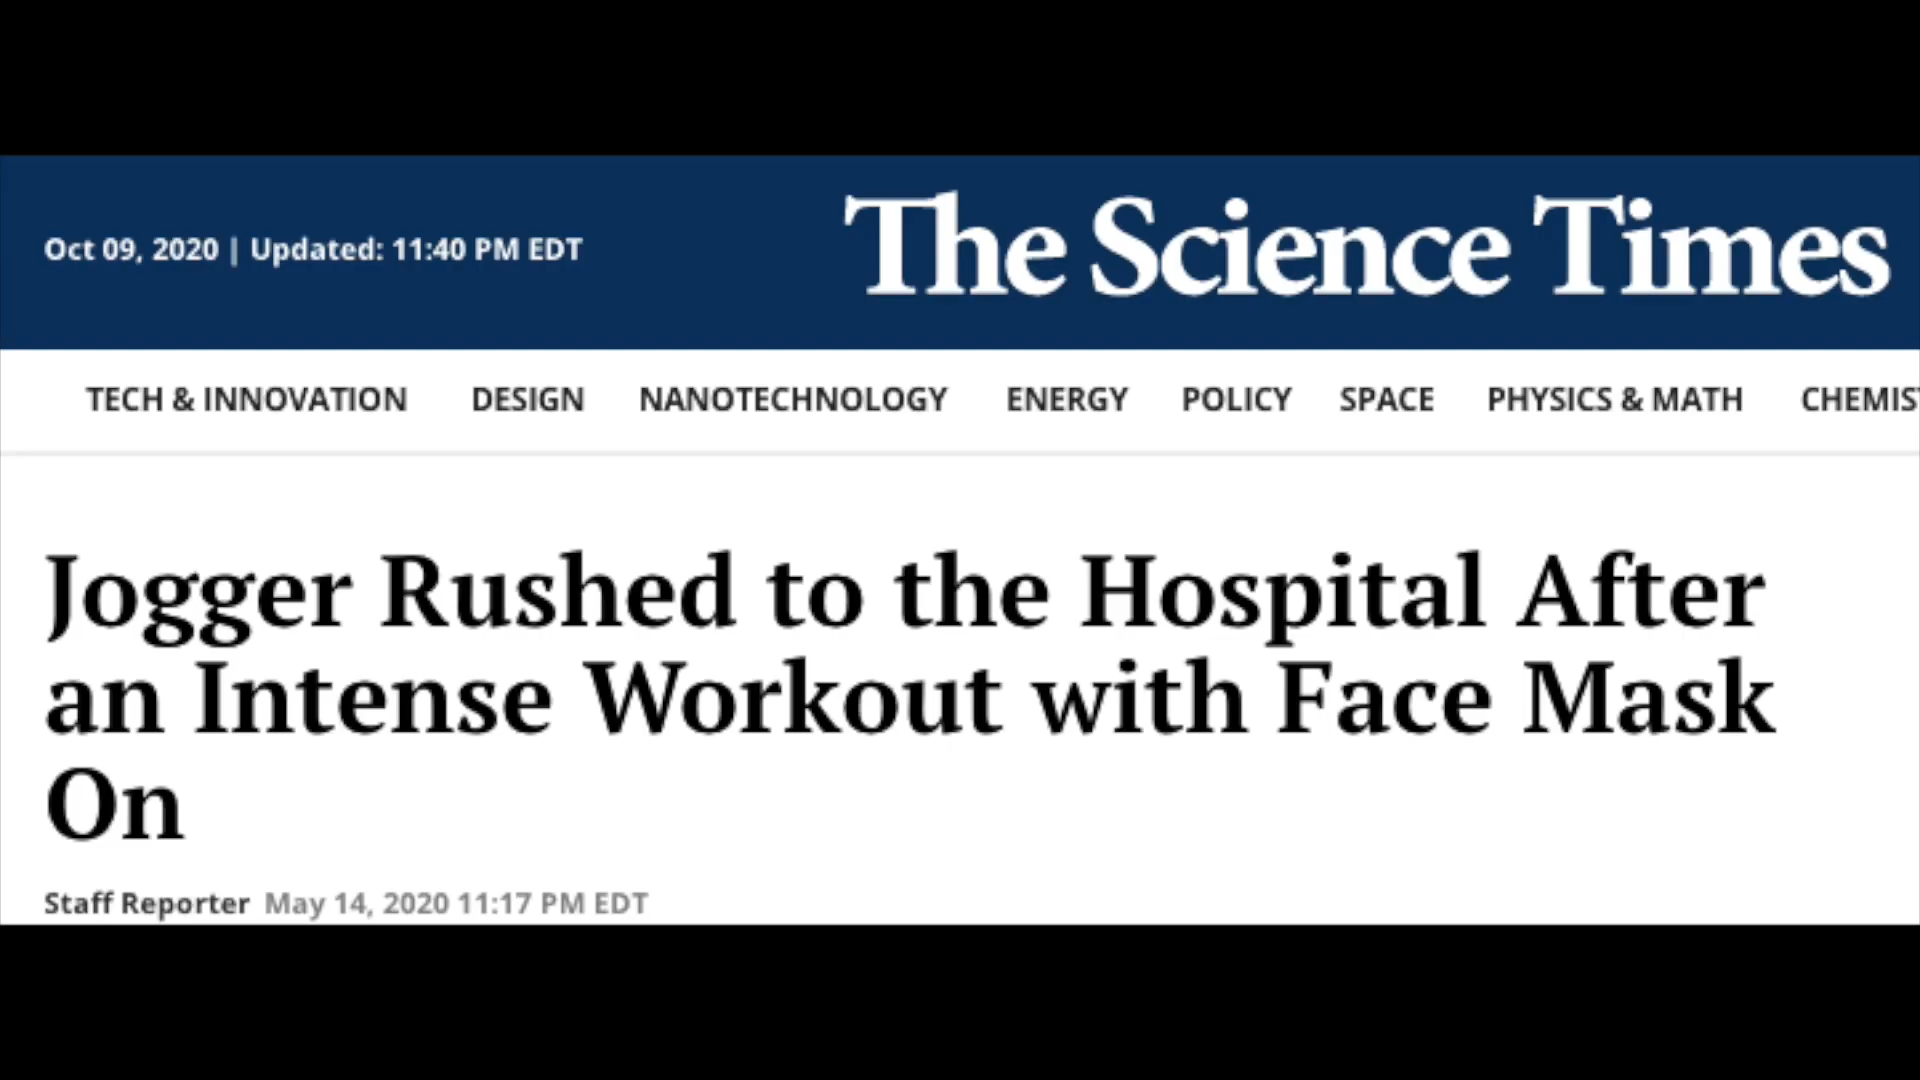 Oct 09, 2020 | Updated: 11:40 PM EDT
The Science Times
TECH & INNOVATION DESIGN NANOTECHNOLOGY ENERGY POLICY SPACE PHYSICS & MATH CHEMIS
Jogger Rushed to the Hospital After
an Intense Workout with Face Mask
On
Staff Reporter May 14, 2020 11:17 PM EDT